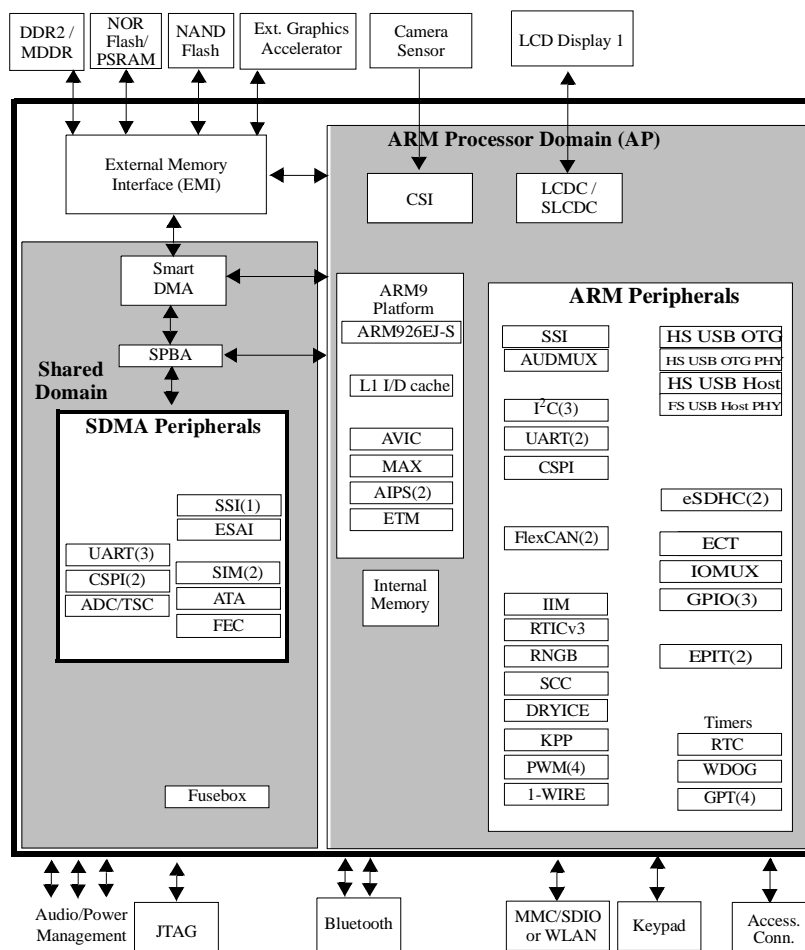 DDR2 /
MDDR
NOR
Flash/
PSRAM
NAND
Flash
Ext. Graphics
Accelerator
Camera
Sensor
LCD Display 1
ARM Processor Domain (AP)
External Memory
Interface (EMI)
CSI
LCDC /
SLCDC
Smart
DMA
SPBA
Shared
Domain
SDMA Peripherals
SSI(1)
ESAI
UART(3)
CSPI(2)
ADC/TSC
SIM(2)
ATA
FEC
Fusebox
ARM9
Platform
ARM926EJ-S
L1 I/D cache
AVIC
MAX
AIPS(2)
ETM
Internal
Memory
ARM Peripherals
SSI
AUDMUX
I²C(3)
UART(2)
CSPI
FlexCAN(2)
IIM
RTICv3
RNGB
SCC
DRYICE
KPP
PWM(4)
1-WIRE
HS USB OTG
HS USB OTG PHY
HS USB Host
FS USB Host PHY
eSDHC(2)
ECT
IOMUX
GPIO(3)
EPIT(2)
Timers
RTC
WDOG
GPT(4)
Audio/Power
Management
JTAG
Bluetooth
MMC/SDIO
or WLAN
Keypad
Access.
Conn.